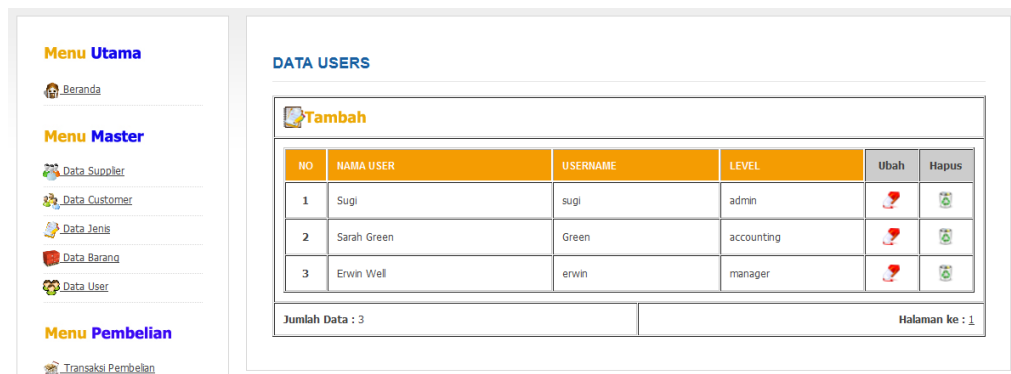 Menu Utama
Beranda
Menu Master
Data Supplier
Data Customer
Data Jenis
Data Barang
Data User
Menu Pembelian
Transaksi Pembelian
DATA USERS
Tambah
NO NAMA USER USERNAME LEVEL Ubah Hapus
1 Sugi sugi admin
2 Sarah Green Green accounting
3 Erwin Well erwin manager
Jumlah Data : 3 Halaman ke : 1